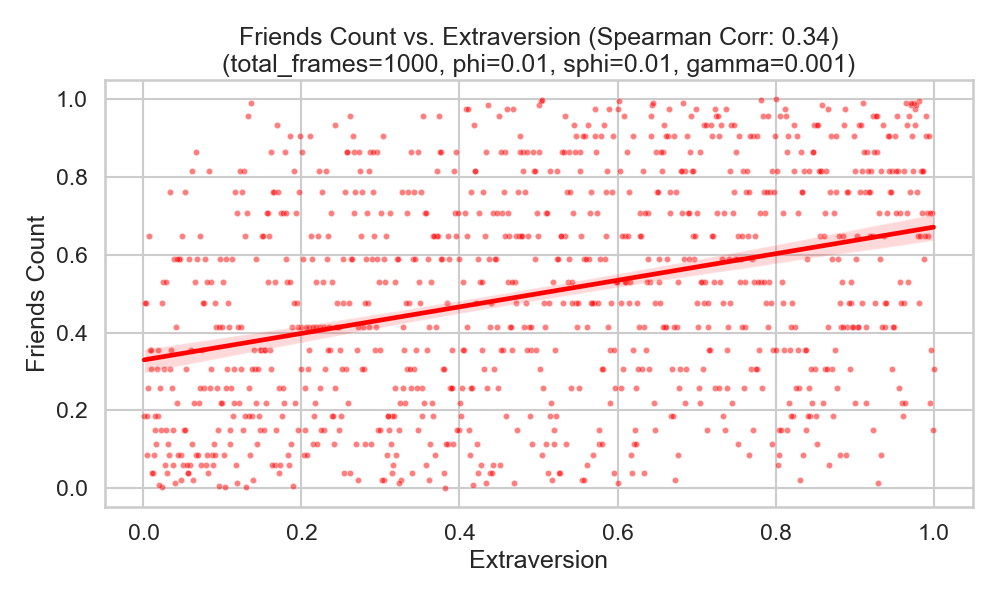 Friends Count vs. Extraversion (Spearman Corr: 0.34)
(total_frames=1000, phi=0.01, sphi=0.01, gamma=0.001)
Friends Count
1.0
0.8
0.6
0.4
0.2
0.0
0.0 0.2 0.4 0.6 0.8 1.0
Extraversion